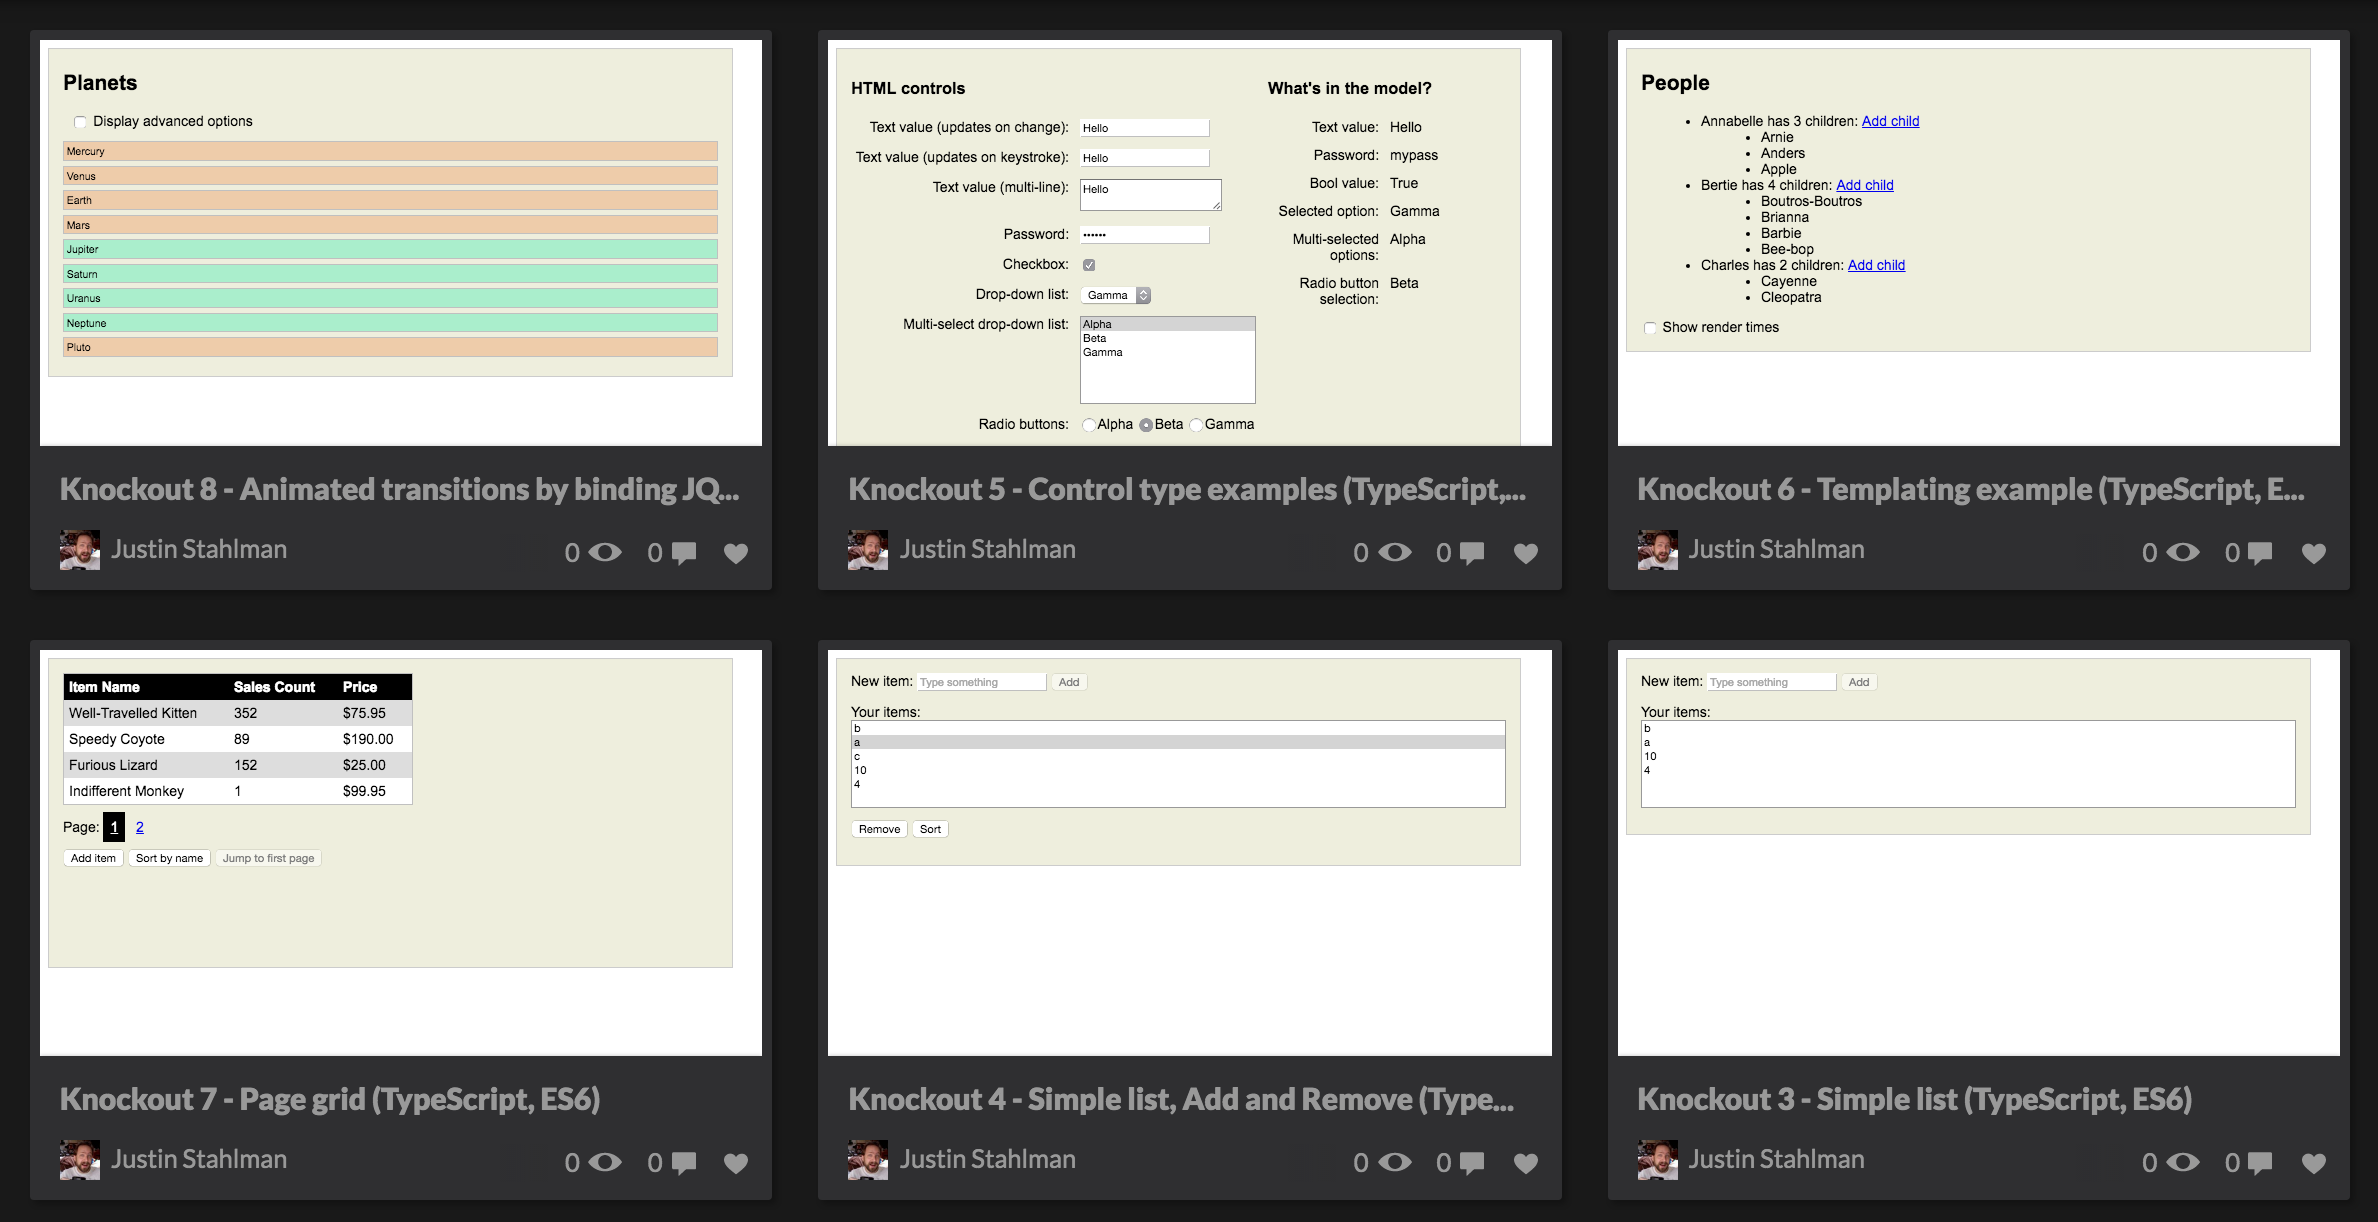 Planets
Display advanced options
Mercury
Venus
Earth
Mars
Jupiter
Saturn
Uranus
Neptune
Pluto
Knockout 8 - Animated transitions by binding JQ...
Justin Stahlman
0 0
HTML controls
Text value (updates on change): Hello
Text value (updates on keystroke): Hello
Text value (multi-line): Hello
Password: ••••••
Checkbox:
Drop-down list: Gamma
Multi-select drop-down list: Alpha
Beta
Gamma
Radio buttons: Alpha Beta Gamma
What's in the model?
Text value: Hello
Password: mypass
Bool value: True
Selected option: Gamma
Multi-selected Alpha
options:
Radio button Beta
selection:
Knockout 5 - Control type examples (TypeScript,...
Justin Stahlman
0 0
People
• Annabelle has 3 children: Add child
• Arnie
• Anders
• Apple
• Bertie has 4 children: Add child
• Boutros-Boutros
• Brianna
• Barbie
• Bee-bop
• Charles has 2 children: Add child
• Cayenne
• Cleopatra
Show render times
Knockout 6 - Templating example (TypeScript, E...
Justin Stahlman
0 0
Item Name Sales Count Price
Well-Travelled Kitten 352 $75.95
Speedy Coyote 89 $190.00
Furious Lizard 152 $25.00
Indifferent Monkey 1 $99.95
Page: 1 2
Add item Sort by name Jump to first page
Knockout 7 - Page grid (TypeScript, ES6)
Justin Stahlman
0 0
New item: Type something Add
Your items:
b
a
c
10
4
Remove Sort
Knockout 4 - Simple list, Add and Remove (Type...
Justin Stahlman
0 0
New item: Type something Add
Your items:
b
a
10
4
Knockout 3 - Simple list (TypeScript, ES6)
Justin Stahlman
0 0